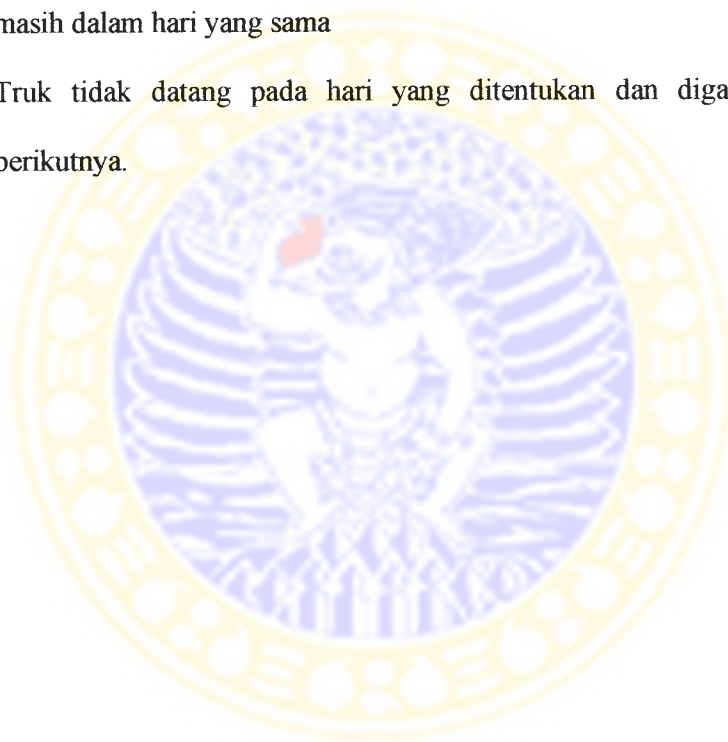 masih dalam hari yang sama
Truk tidak datang pada hari yang ditentukan dan diga
berikutnya.